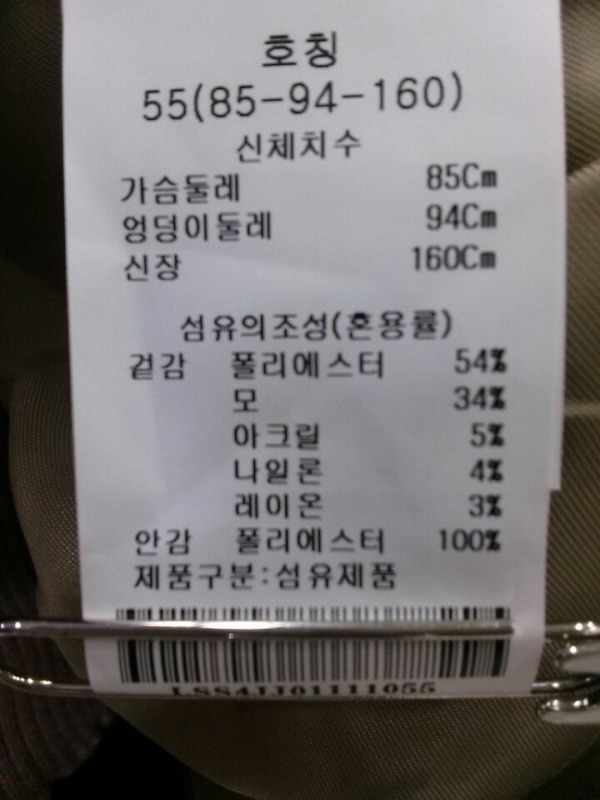 호칭
55(85-94-160)
신체치수
가슴둘레 85Cm
엉덩이둘레 94Cm
신장 160Cm
섬유의조성(혼용률)
겉감 폴리에스터 54%
모 34%
아크릴 5%
나일론 4%
레이온 3%
안감 폴리에스터 100%
제품구분:섬유제품
LSS4JJ01111055